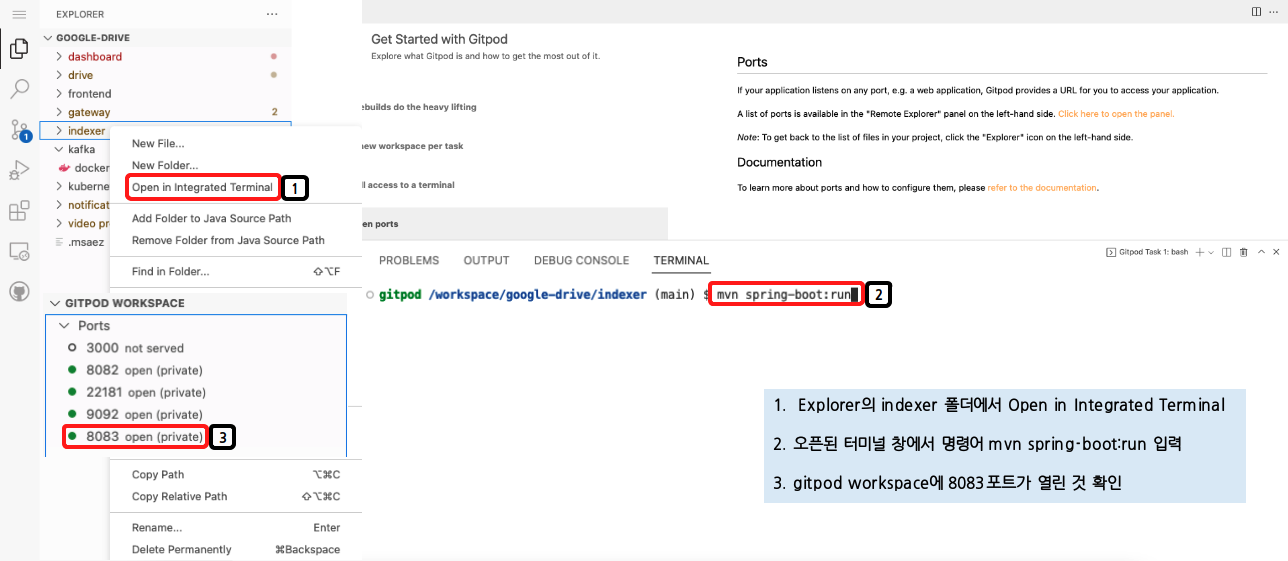 EXPLORER
GOOGLE-DRIVE
dashboard
drive
frontend
gateway 2
indexer
kafka
docker
kuberne
notificat
video pr
.msaez
1
New File...
New Folder...
Open in Integrated Terminal 1
Add Folder to Java Source Path
Remove Folder from Java Source Path
Find in Folder... ⇧⌥F
GITPOD WORKSPACE
Ports
3000 not served
8082 open (private)
22181 open (private)
9092 open (private)
8083 open (private) 3
Copy Path ⌥⌘C
Copy Relative Path ⇧⌥⌘C
Rename... Enter
Delete Permanently ⌘Backspace
Get Started with Gitpod
Explore what Gitpod is and how to get the most out of it.
ebuilds do the heavy lifting
new workspace per task
ll access to a terminal
en ports
Ports
If your application listens on any port, e.g. a web application, Gitpod provides a URL for you to access your application.
A list of ports is available in the "Remote Explorer" panel on the left-hand side. Click here to open the panel.
Note: To get back to the list of files in your project, click the "Explorer" icon on the left-hand side.
Documentation
To learn more about ports and how to configure them, please refer to the documentation.
PROBLEMS OUTPUT DEBUG CONSOLE TERMINAL
Gitpod Task 1: bash
gitpod /workspace/google-drive/indexer (main) $ mvn spring-boot:run 2
1. Explorer의 indexer 폴더에서 Open in Integrated Terminal
2. 오픈된 터미널 창에서 명령어 mvn spring-boot:run 입력
3. gitpod workspace에 8083포트가 열린 것 확인